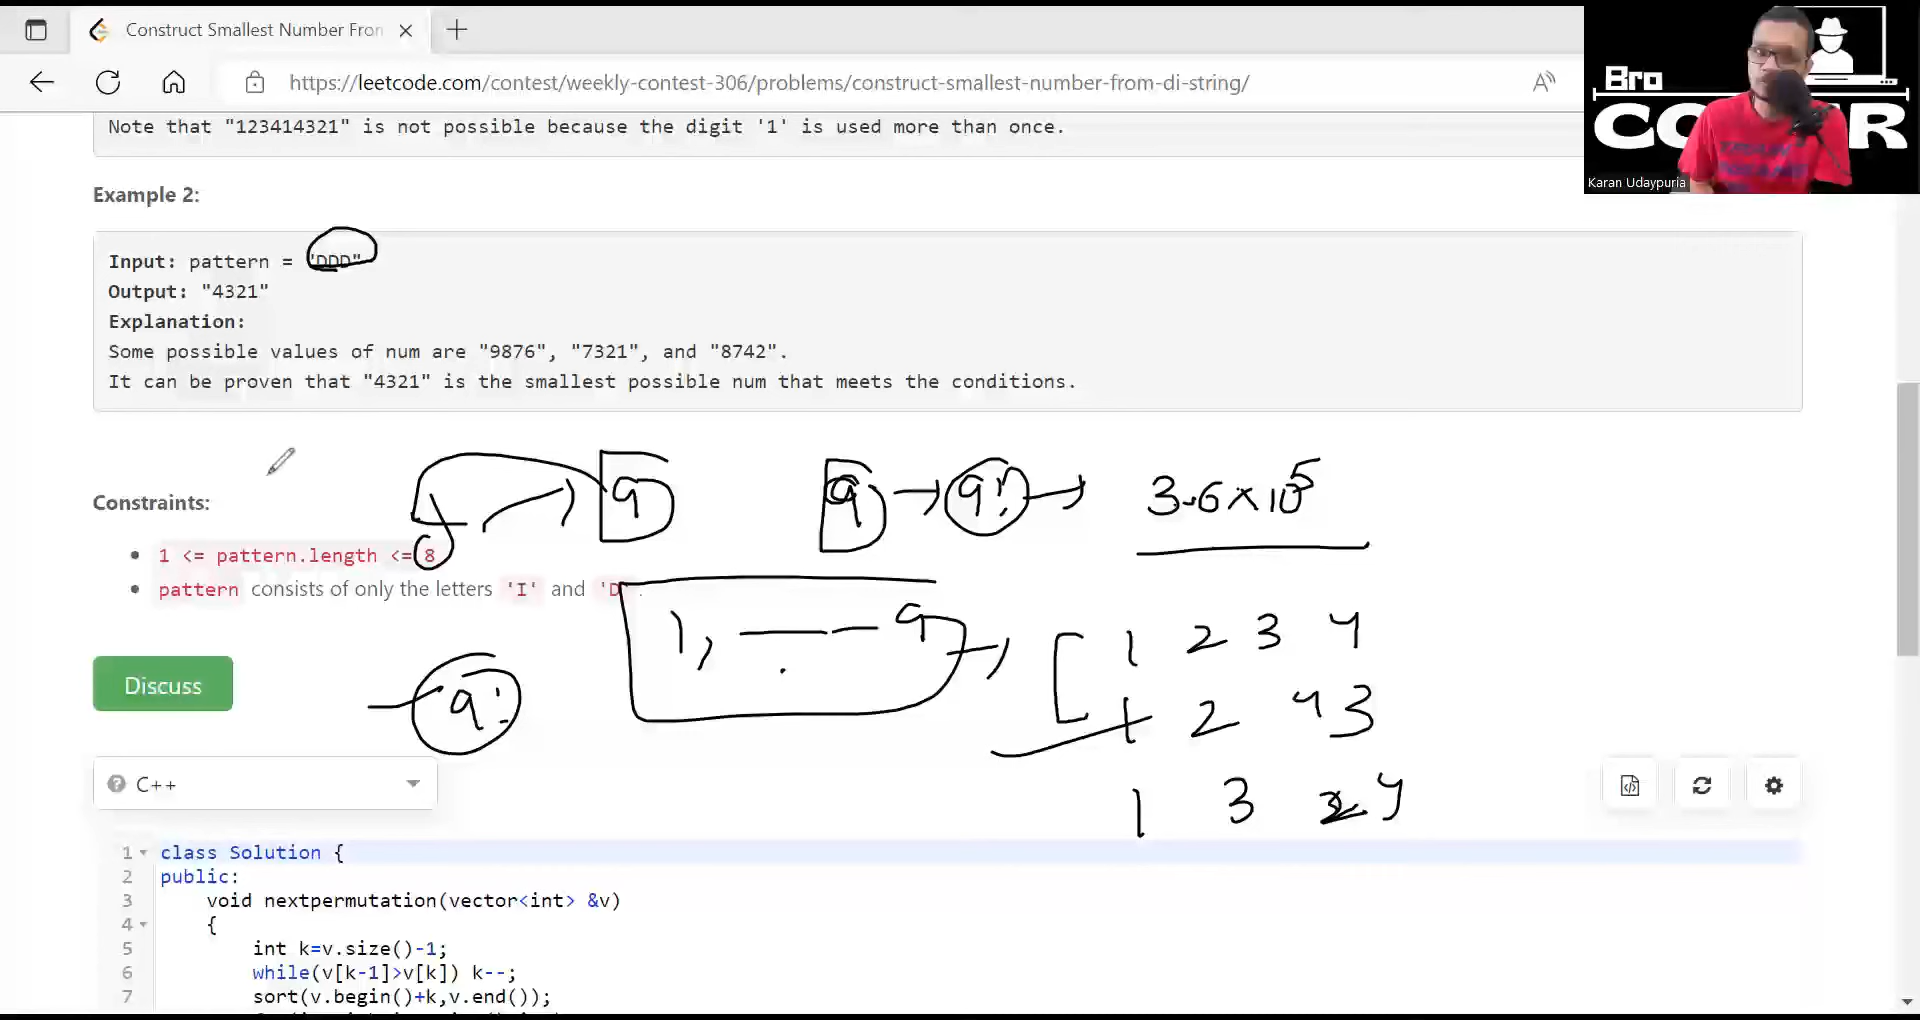 Construct Smallest Number Fron
https://leetcode.com/contest/weekly-contest-306/problems/construct-smallest-number-from-di-string/
Bro
CO ER
Karan Udaypuria
Note that "123414321" is not possible because the digit '1' is used more than once.
Example 2:
Input: pattern = "DDD"
Output: "4321"
Explanation:
Some possible values of num are "9876", "7321", and "8742".
It can be proven that "4321" is the smallest possible num that meets the conditions.
9 9 → 9! → 3.6×10^5
Constraints:
1 <= pattern.length <= 8
pattern consists of only the letters 'I' and 'D'.
1, —— 9 → 1 2 3 4
9! 1 2 4 3
1 3 2 4
Discuss
C++
1 class Solution {
2 public:
3 void nextpermutation(vector<int> &v)
4 {
5 int k=v.size()-1;
6 while(v[k-1]>v[k]) k--;
7 sort(v.begin()+k,v.end());